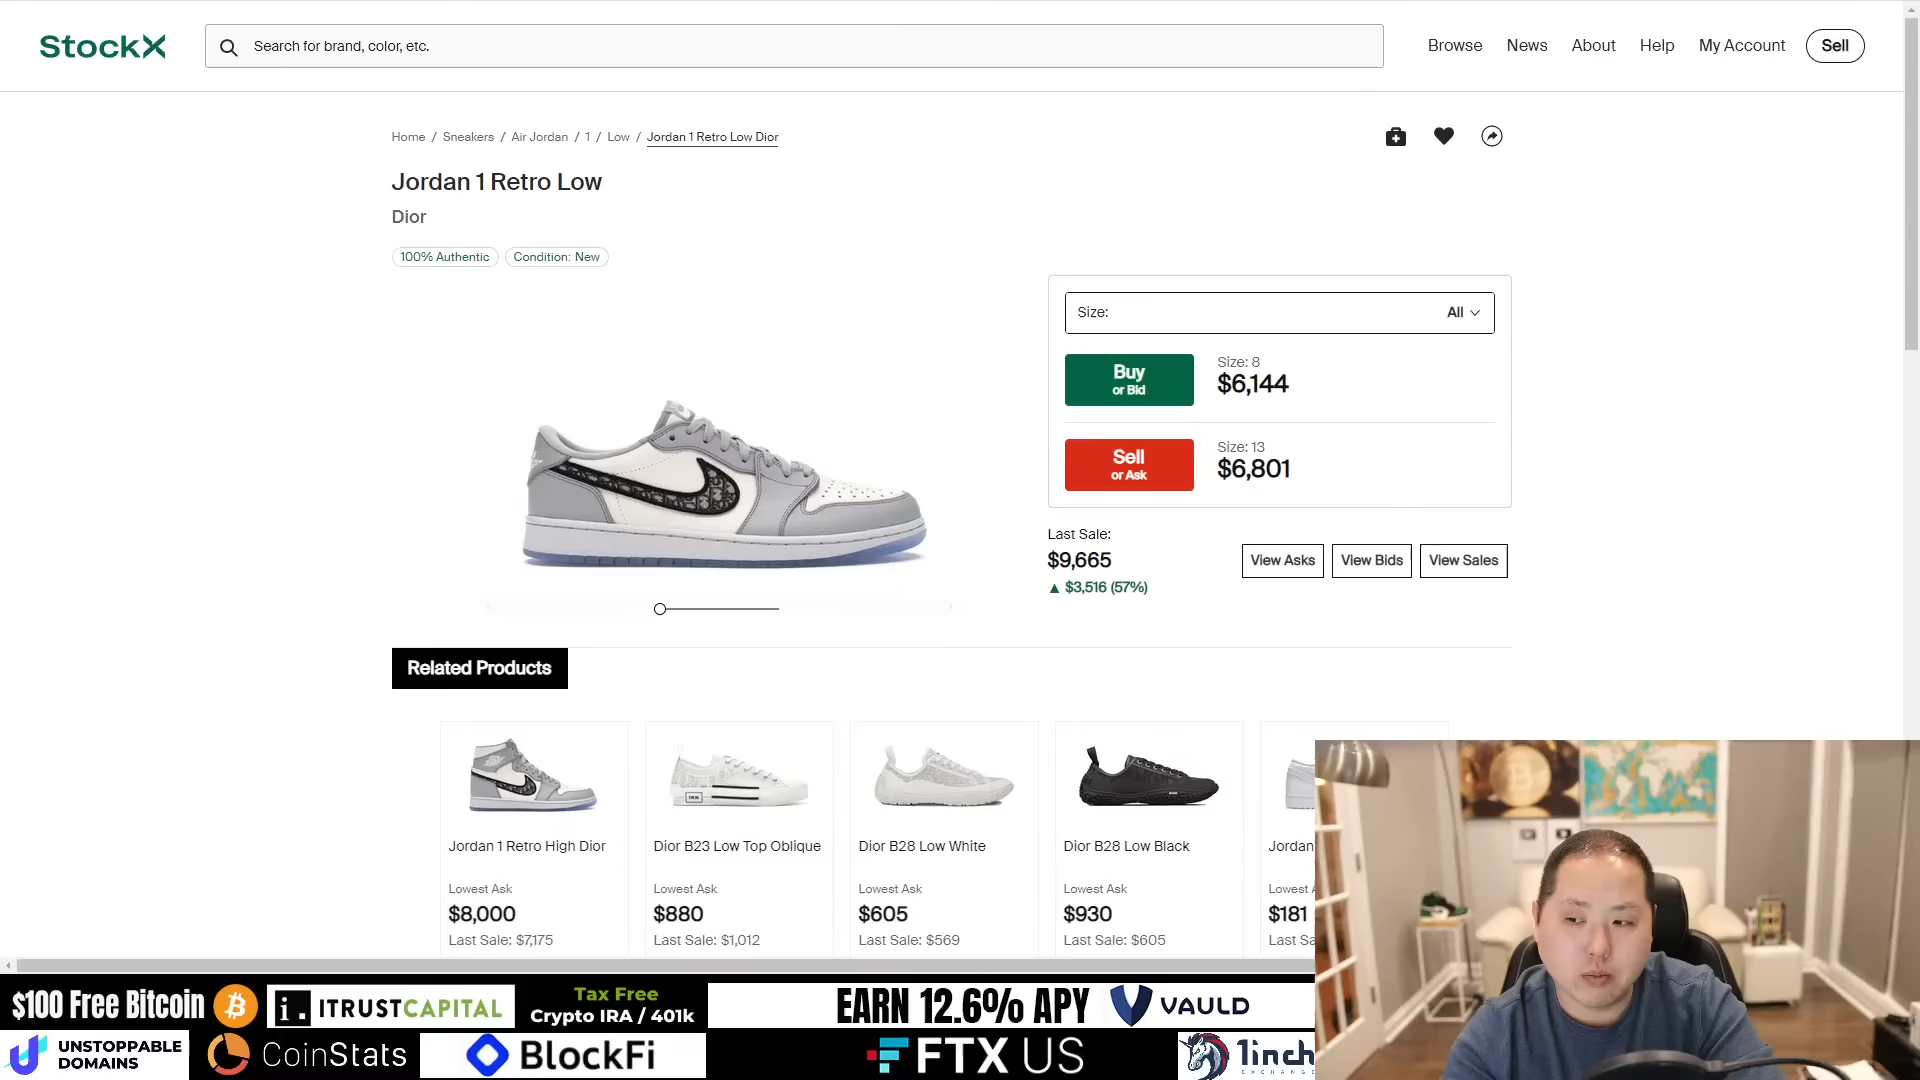 StockX
Search for brand, color, etc.
Browse News About Help My Account Sell
Home / Sneakers / Air Jordan / 1 / Low / Jordan 1 Retro Low Dior
Jordan 1 Retro Low
Dior
100% Authentic Condition: New
Size: All
Buy
or Bid
Size: 8
$6,144
Sell
or Ask
Size: 13
$6,801
Last Sale:
$9,665
▲ $3,516 (57%)
View Asks View Bids View Sales
Related Products
Jordan 1 Retro High Dior
Lowest Ask
$8,000
Last Sale: $7,175
Dior B23 Low Top Oblique
Lowest Ask
$880
Last Sale: $1,012
Dior B28 Low White
Lowest Ask
$605
Last Sale: $569
Dior B28 Low Black
Lowest Ask
$930
Last Sale: $605
Jordan
Lowest
$181
Last
$100 Free Bitcoin
ITRUSTCAPITAL
Tax Free
Crypto IRA / 401k
EARN 12.6% APY
VAULD
UNSTOPPABLE
DOMAINS
CoinStats
BlockFi
FTX US
1inch